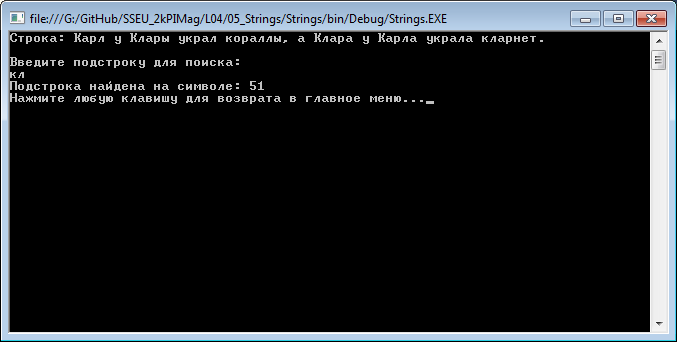 file:///G:/GitHub/SSEU_2kPIMag/L04/05_Strings/Strings/bin/Debug/Strings.EXE
Строка: Карл у Клары украл кораллы, а Клара у Карла украла кларнет.
Введите подстроку для поиска:
кл
Подстрока найдена на символе: 51
Нажмите любую клавишу для возврата в главное меню..._